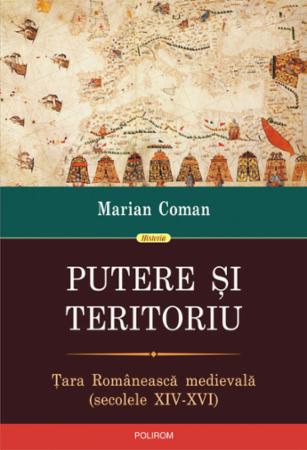 Marian Coman
Historia
PUTERE ȘI
TERITORIU
Țara Românească medievală
(secolele XIV-XVI)
POLIROM